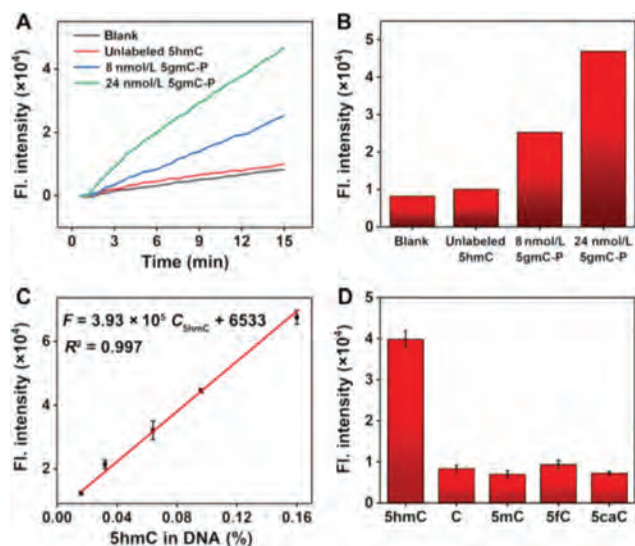 A
Blank
Unlabeled 5hmC
8 nmol/L 5gmC-P
24 nmol/L 5gmC-P
Fl. intensity (×10⁴)
4
2
0
0 3 6 9 12 15
Time (min)
B
Fl. intensity (×10⁴)
5
4
3
2
1
0
Blank Unlabeled 8 nmol/L 24 nmol/L
5hmC 5gmC-P 5gmC-P
C
F = 3.93 × 10⁵ C5hmC + 6533
R² = 0.997
Fl. intensity (×10⁴)
6
4
2
0.00 0.04 0.08 0.12 0.16
5hmC in DNA (%)
D
Fl. intensity (×10⁴)
5
4
3
2
1
0
5hmC C 5mC 5fC 5caC